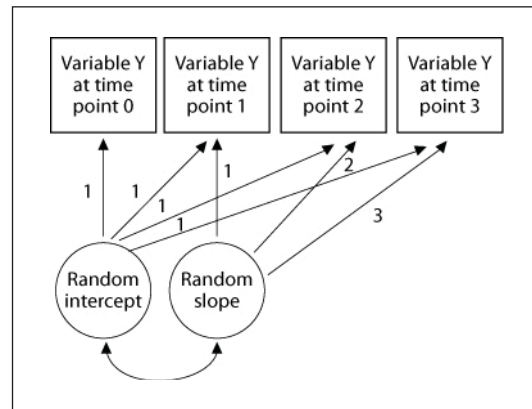 Variable Y
at time
point 0
Variable Y
at time
point 1
Variable Y
at time
point 2
Variable Y
at time
point 3
1
1
1
1
1
2
3
Random
intercept
Random
slope